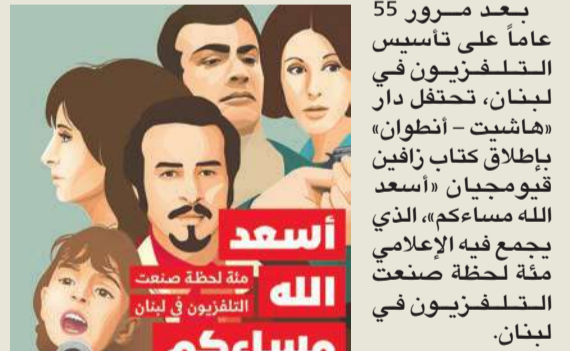 بعد مرور 55
عاماً على تأسيس
التلفزيون في
لبنان، تحتفل دار
«هاشيت – أنطوان»
بإطلاق كتاب زافين
قيومجيان «أسعد
الله مساءكم»، الذي
يجمع فيه الإعلامي
مئة لحظة صنعت
التلفزيون في
لبنان.
أسعد
الله
مئة لحظة صنعت
التلفزيون في لبنان
مساءكم